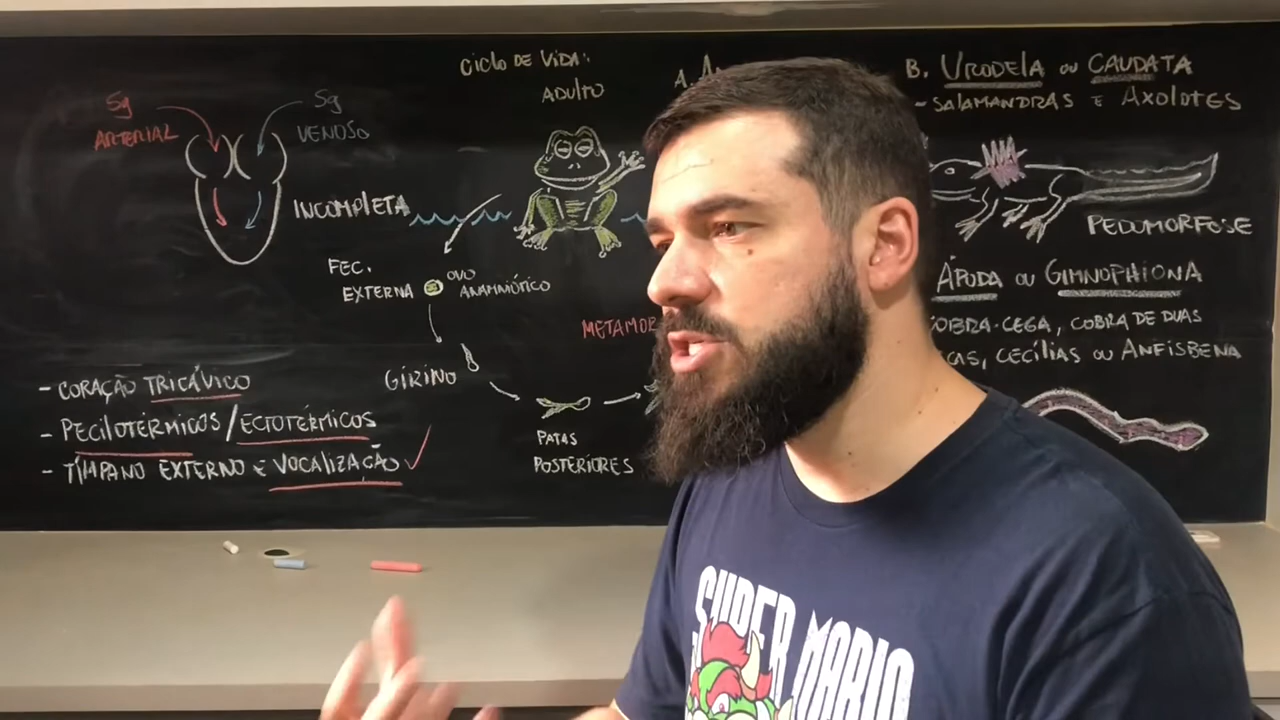 Sg
ARTERIAL
Sg
VENOSO
INCOMPLETA
CICLO DE VIDA:
ADULTO
FEC.
EXTERNA
OVO
ANAMNIÓTICO
GIRINO
PATAS
POSTERIORES
- CORAÇÃO TRICÁVICO
- PECILOTÉRMICOS / ECTOTÉRMICOS
- TÍMPANO EXTERNO E VOCALIZAÇÃO
A.
B. URODELA OU CAUDATA
- SALAMANDRAS E AXOLOTES
PEDOMORFOSE
ÁPODA OU GIMNOPHIONA
COBRA-CEGA, COBRA DE DUAS
CECÍLIAS OU ANFISBENA
SUPER MARIO